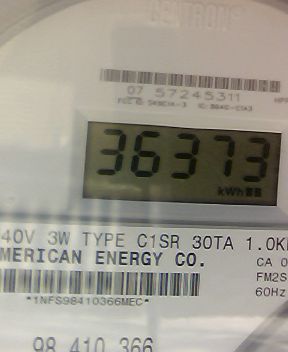 CENTRON
07 57245311
36373
kWh
40V 3W TYPE C1SR 30TA 1.0K
MERICAN ENERGY CO.
CA 0
FM2S
*1NFS98410366MEC*
60Hz
98 410 366